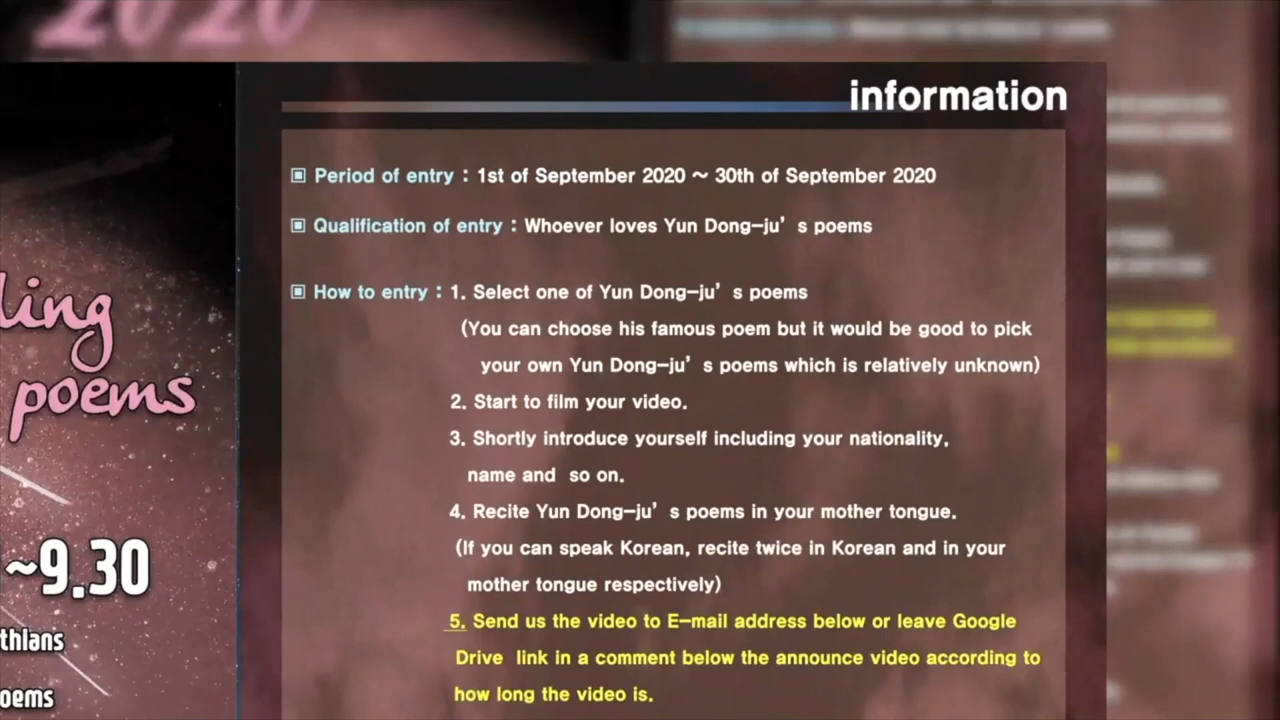 2020
information
▣ Period of entry : 1st of September 2020 ~ 30th of September 2020
▣ Qualification of entry : Whoever loves Yun Dong-ju' s poems
▣ How to entry : 1. Select one of Yun Dong-ju' s poems
(You can choose his famous poem but it would be good to pick
your own Yun Dong-ju' s poems which is relatively unknown)
2. Start to film your video.
3. Shortly introduce yourself including your nationality,
name and so on.
4. Recite Yun Dong-ju' s poems in your mother tongue.
(If you can speak Korean, recite twice in Korean and in your
mother tongue respectively)
5. Send us the video to E-mail address below or leave Google
Drive link in a comment below the announce video according to
how long the video is.
ling
poems
~9.30
thians
oems